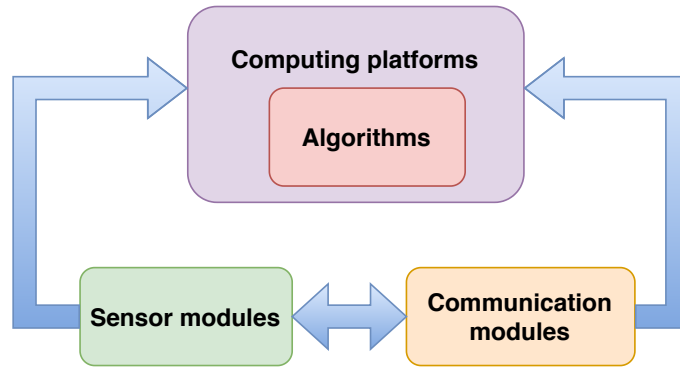 Computing platforms
Algorithms
Sensor modules
Communication
modules